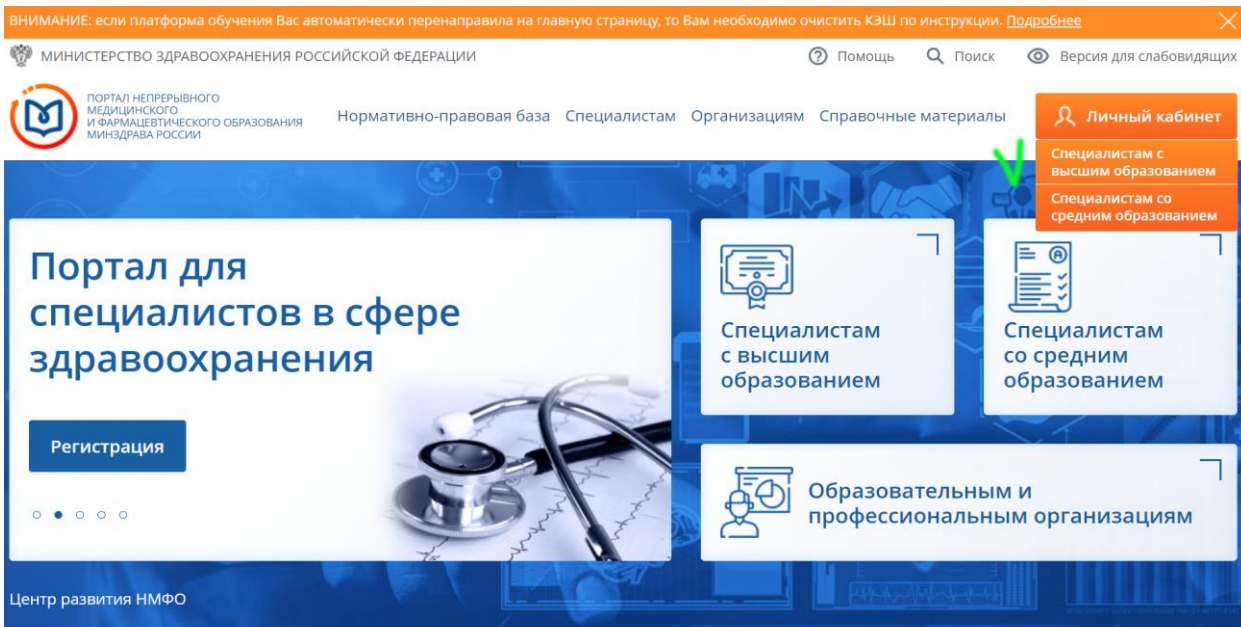 ВНИМАНИЕ: если платформа обучения Вас автоматически перенаправила на главную страницу, то Вам необходимо очистить КЭШ по инструкции. Подробнее
МИНИСТЕРСТВО ЗДРАВООХРАНЕНИЯ РОССИЙСКОЙ ФЕДЕРАЦИИ
Помощь
Поиск
Версия для слабовидящих
ПОРТАЛ НЕПРЕРЫВНОГО
МЕДИЦИНСКОГО
И ФАРМАЦЕВТИЧЕСКОГО ОБРАЗОВАНИЯ
МИНЗДРАВА РОССИИ
Нормативно-правовая база
Специалистам
Организациям
Справочные материалы
Личный кабинет
Специалистам с
высшим образованием
Специалистам со
средним образованием
Портал для
специалистов в сфере
здравоохранения
Регистрация
Специалистам
с высшим
образованием
Специалистам
со средним
образованием
Образовательным и
профессиональным организациям
Центр развития НМФО